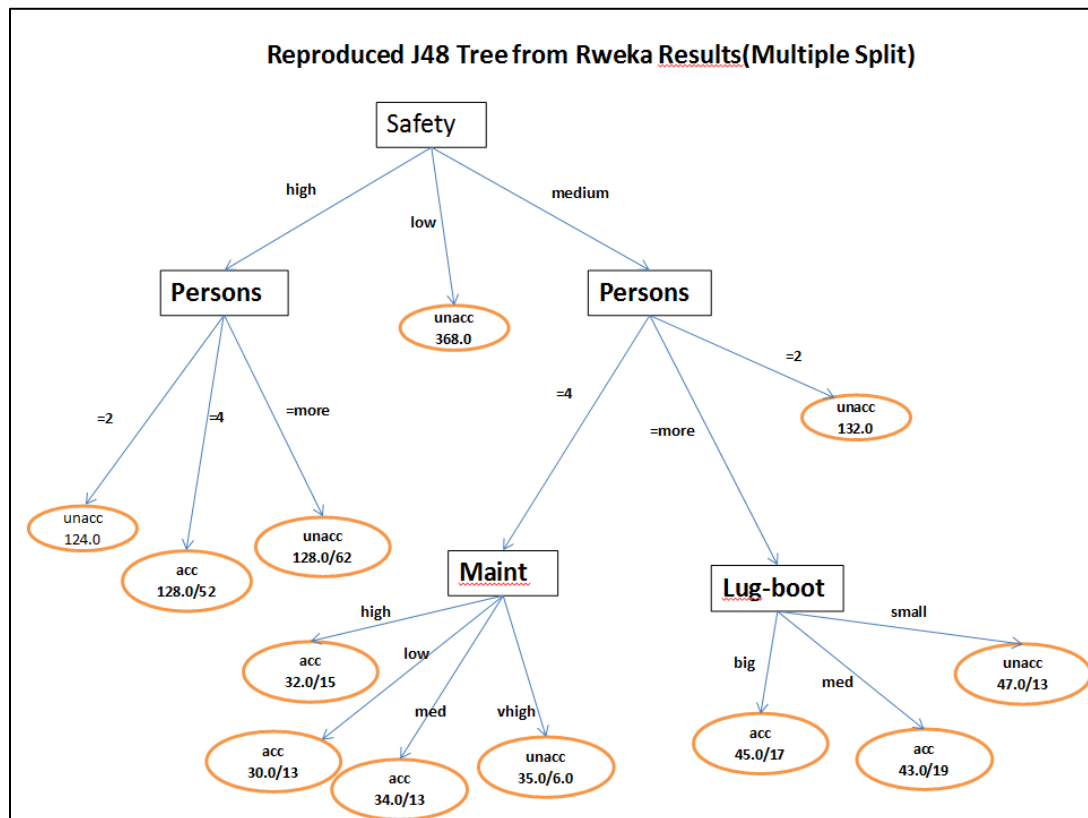 Reproduced J48 Tree from Rweka Results(Multiple Split)
Safety
high
low
medium
Persons
Persons
unacc
368.0
=2
=4
=more
=4
=more
=2
unacc
132.0
unacc
124.0
acc
128.0/52
unacc
128.0/62
Maint
Lug-boot
high
low
med
vhigh
big
med
small
acc
32.0/15
acc
30.0/13
acc
34.0/13
unacc
35.0/6.0
acc
45.0/17
acc
43.0/19
unacc
47.0/13